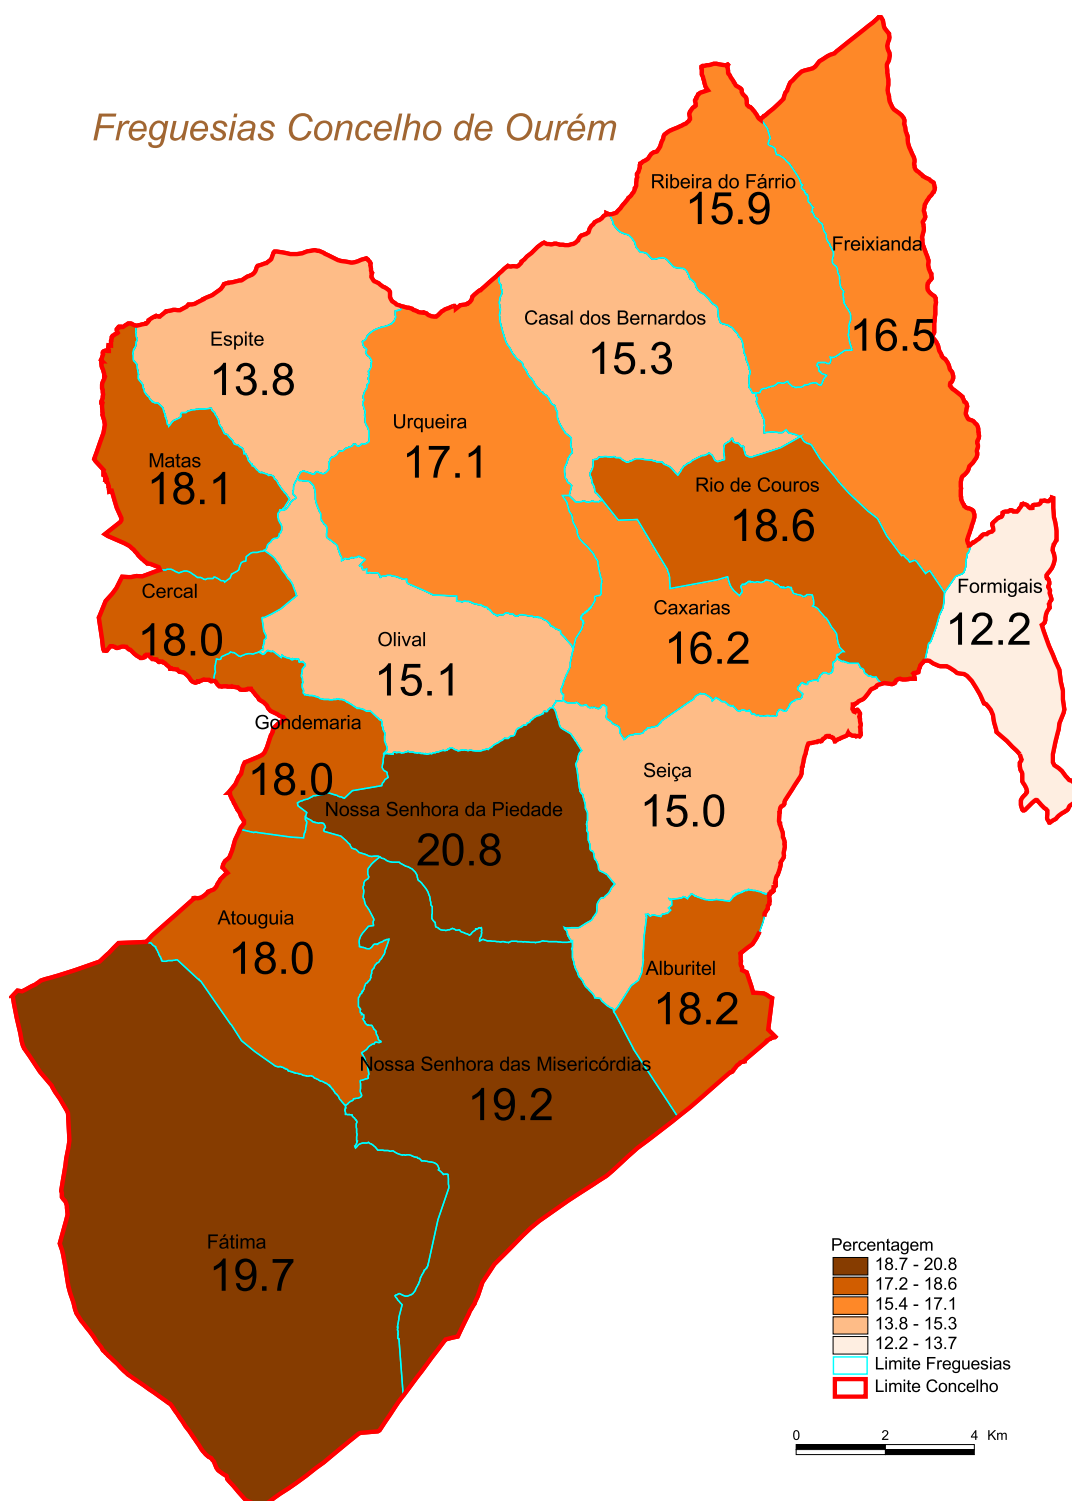 Freguesias Concelho de Ourém
Ribeira do Fárrio
15.9
Freixianda
16.5
Casal dos Bernardos
15.3
Espite
13.8
Urqueira
17.1
Matas
18.1
Rio de Couros
18.6
Cercal
18.0
Formigais
12.2
Caxarias
16.2
Olival
15.1
Gondemaria
18.0
Seiça
15.0
Nossa Senhora da Piedade
20.8
Atouguia
18.0
Alburitel
18.2
Nossa Senhora das Misericórdias
19.2
Fátima
19.7
Percentagem
18.7 - 20.8
17.2 - 18.6
15.4 - 17.1
13.8 - 15.3
12.2 - 13.7
Limite Freguesias
Limite Concelho
0 2 4 Km